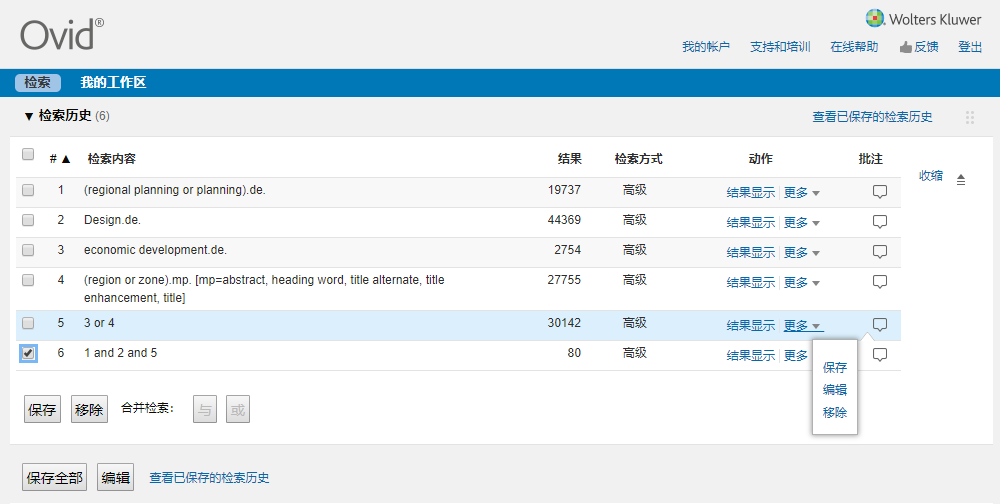 Ovid®
Wolters Kluwer
我的帐户 支持和培训 在线帮助 反馈 登出
检索 我的工作区
▼ 检索历史 (6) 查看已保存的检索历史
# ▲ 检索内容 结果 检索方式 动作 批注
收缩
1 (regional planning or planning).de. 19737 高级 结果显示 更多
2 Design.de. 44369 高级 结果显示 更多
3 economic development.de. 2754 高级 结果显示 更多
4 (region or zone).mp. [mp=abstract, heading word, title alternate, title 27755 高级 结果显示 更多
enhancement, title]
5 3 or 4 30142 高级 结果显示 更多
6 1 and 2 and 5 80 高级 结果显示 更多
保存
编辑
移除
保存 移除 合并检索: 与 或
保存全部 编辑 查看已保存的检索历史